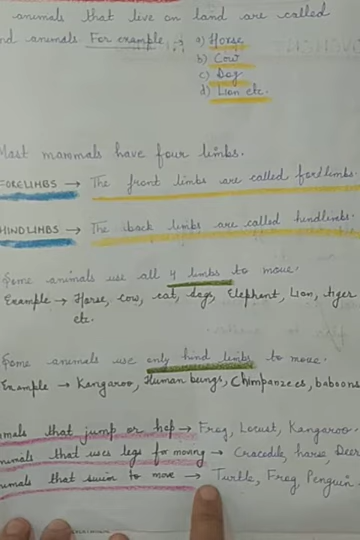 animals that live on land are called
nd animals. For example :- a) Horse
b) Cow
c) Dog
d) Lion etc.
Most mammals have four limbs.
FORELIMBS → The front limbs are called forelimbs.
HINDLIMBS → The back limbs are called hindlimbs.
Some animals use all 4 limbs to move.
Example → Horse, Cow, cat, dogs, Elephant, Lion, tiger
etc.
Some animals use only hind limbs to move.
Example → Kangaroo, Human beings, Chimpanzees, baboons
imals that jump or hop → Frog, Locust, Kangaroo.
nimals that uses legs for moving → Crocodile, horse, Deer
nimals that swim to move → Turtle, Frog, Penguin.